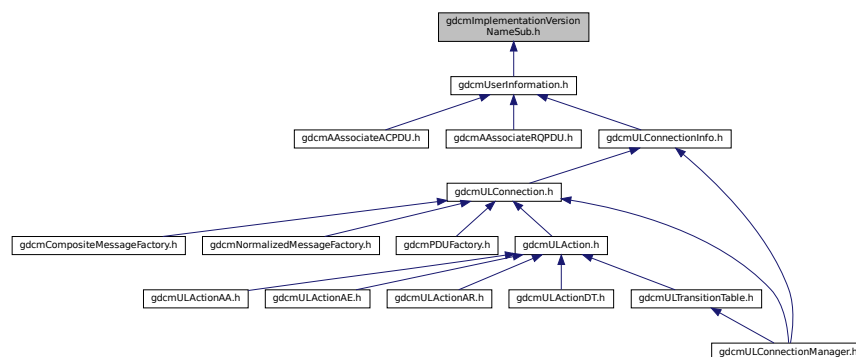 gdcmImplementationVersion
NameSub.h
gdcmUserInformation.h
gdcmAAssociateACPDU.h
gdcmAAssociateRQPDU.h
gdcmULConnectionInfo.h
gdcmULConnection.h
gdcmCompositeMessageFactory.h
gdcmNormalizedMessageFactory.h
gdcmPDUFactory.h
gdcmULAction.h
gdcmULActionAA.h
gdcmULActionAE.h
gdcmULActionAR.h
gdcmULActionDT.h
gdcmULTransitionTable.h
gdcmULConnectionManager.h